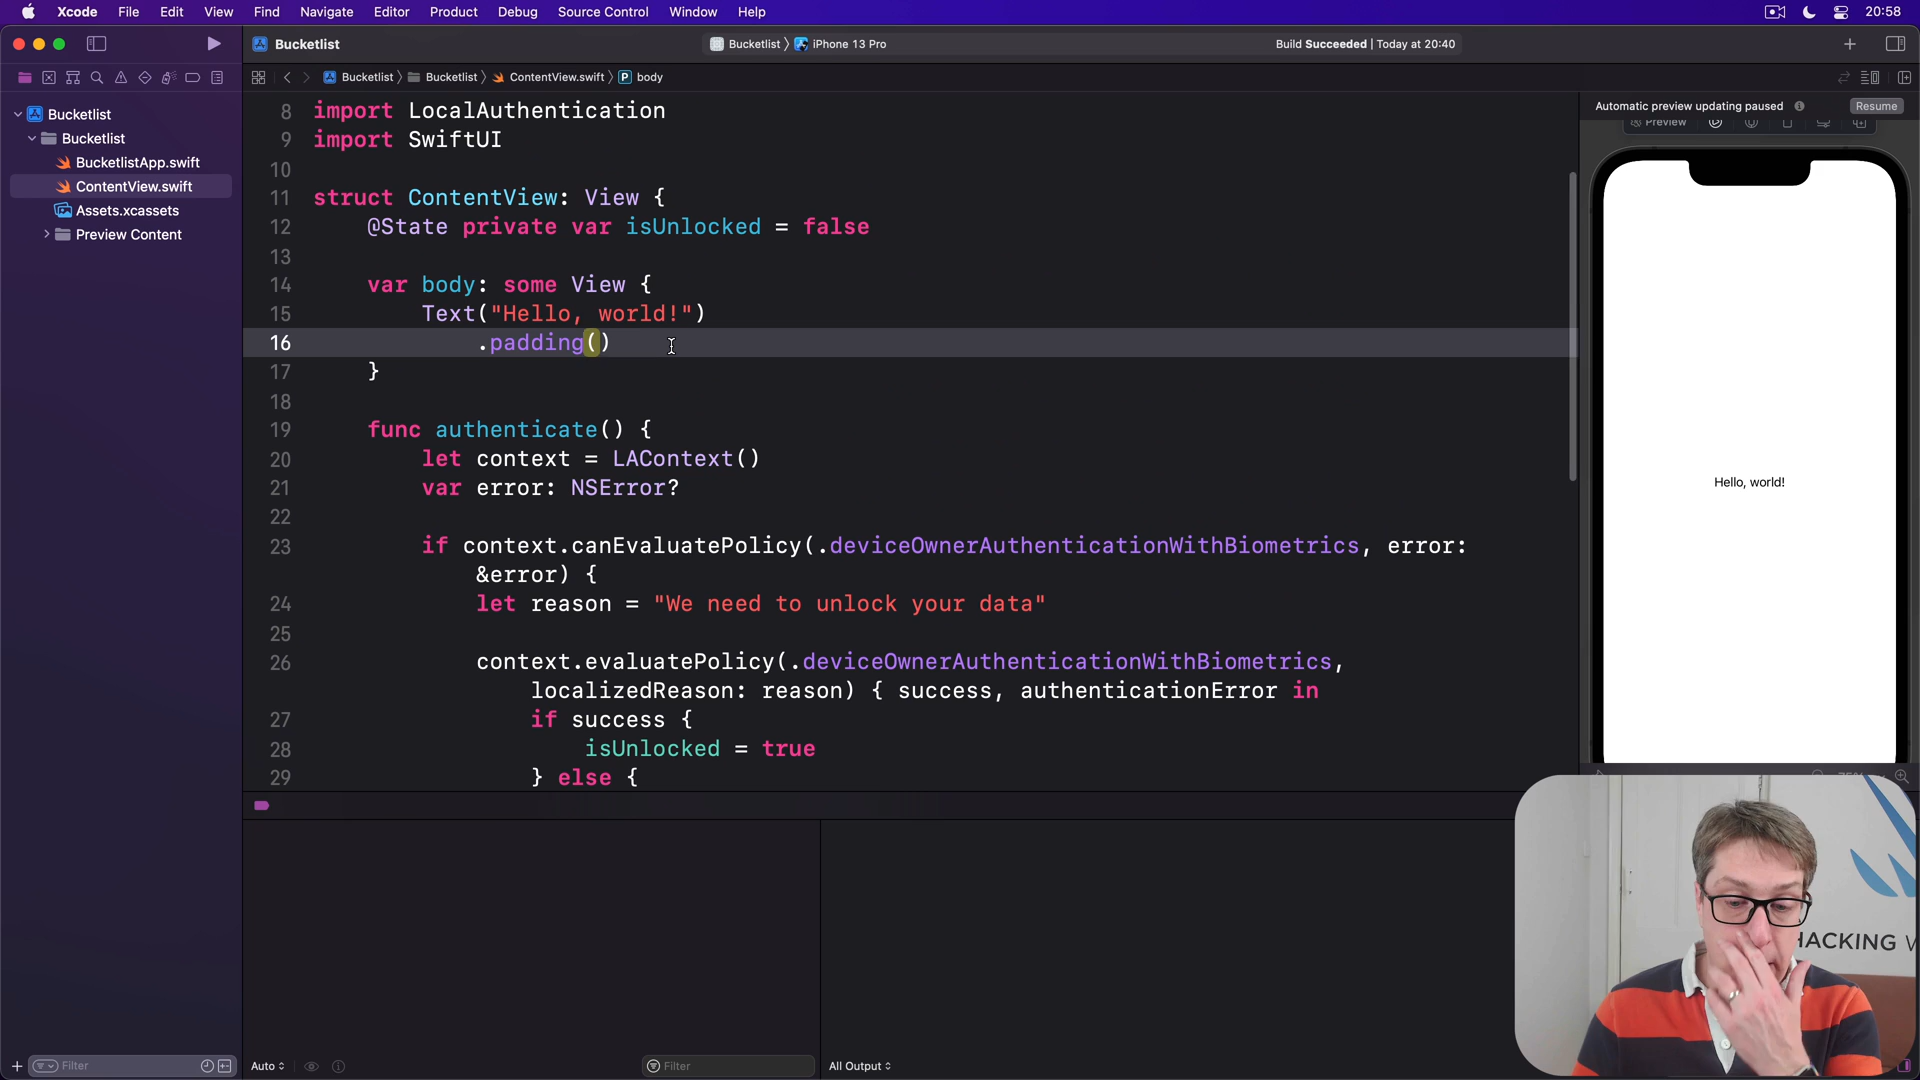 Xcode File Edit View Find Navigate Editor Product Debug Source Control Window Help 20:58
Bucketlist Bucketlist iPhone 13 Pro Build Succeeded | Today at 20:40
Bucketlist Bucketlist ContentView.swift P body
Bucketlist
Bucketlist
BucketlistApp.swift
ContentView.swift
Assets.xcassets
Preview Content
8 import LocalAuthentication
9 import SwiftUI
10
11 struct ContentView: View {
12 @State private var isUnlocked = false
13
14 var body: some View {
15 Text("Hello, world!")
16 .padding()
17 }
18
19 func authenticate() {
20 let context = LAContext()
21 var error: NSError?
22
23 if context.canEvaluatePolicy(.deviceOwnerAuthenticationWithBiometrics, error:
&error) {
24 let reason = "We need to unlock your data"
25
26 context.evaluatePolicy(.deviceOwnerAuthenticationWithBiometrics,
localizedReason: reason) { success, authenticationError in
27 if success {
28 isUnlocked = true
29 } else {
Automatic preview updating paused Resume
Preview
Hello, world!
HACKING
Filter
Auto
Filter
All Output